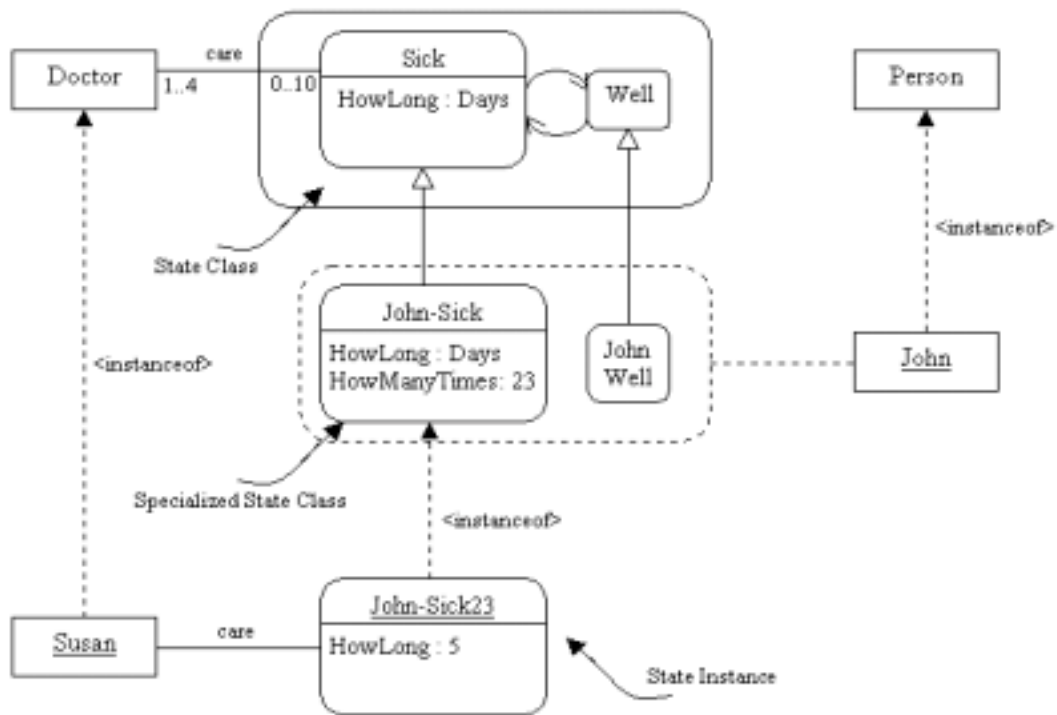 Doctor
care
1..4
0..10
Sick
HowLong : Days
Well
Person
State Class
<instanceof>
<instanceof>
John-Sick
HowLong : Days
HowManyTimes: 23
John
Well
John
Specialized State Class
<instanceof>
Susan
care
John-Sick23
HowLong : 5
State Instance